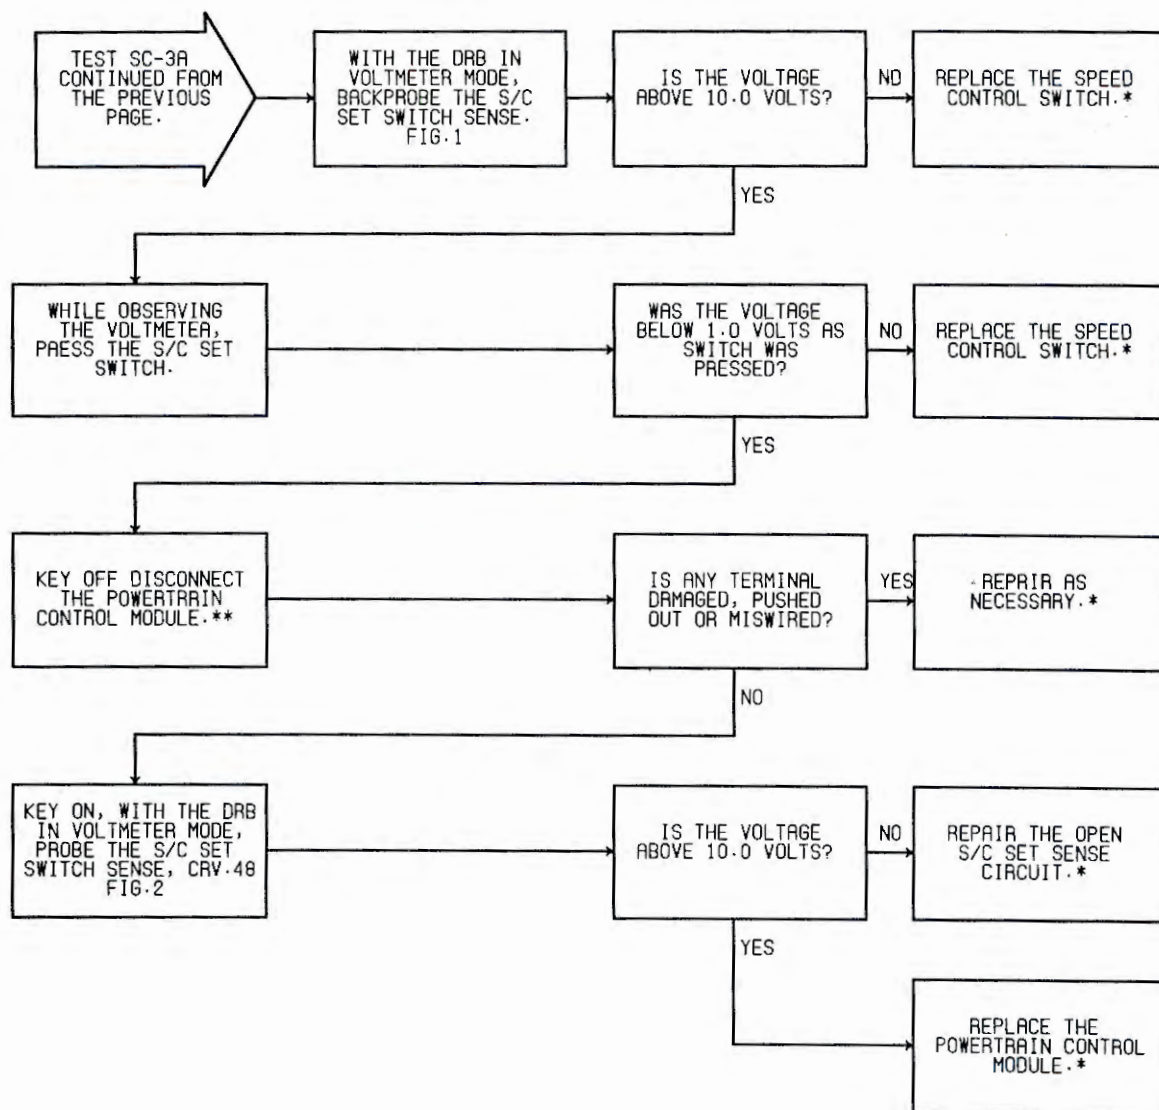 TEST SC-3A
CONTINUED FROM
THE PREVIOUS
PAGE.
WITH THE DRB IN
VOLTMETER MODE,
BACKPROBE THE S/C
SET SWITCH SENSE.
FIG.1
IS THE VOLTAGE
ABOVE 10.0 VOLTS?
NO
REPLACE THE SPEED
CONTROL SWITCH.*
YES
WHILE OBSERVING
THE VOLTMETER,
PRESS THE S/C SET
SWITCH.
WAS THE VOLTAGE
BELOW 1.0 VOLTS AS
SWITCH WAS
PRESSED?
NO
REPLACE THE SPEED
CONTROL SWITCH.*
YES
KEY OFF DISCONNECT
THE POWERTRAIN
CONTROL MODULE.**
IS ANY TERMINAL
DAMAGED, PUSHED
OUT OR MISWIRED?
YES
REPAIR AS
NECESSARY.*
NO
KEY ON, WITH THE DRB
IN VOLTMETER MODE,
PROBE THE S/C SET
SWITCH SENSE, CAV.48
FIG.2
IS THE VOLTAGE
ABOVE 10.0 VOLTS?
NO
REPAIR THE OPEN
S/C SET SENSE
CIRCUIT.*
YES
REPLACE THE
POWERTRAIN CONTROL
MODULE.*